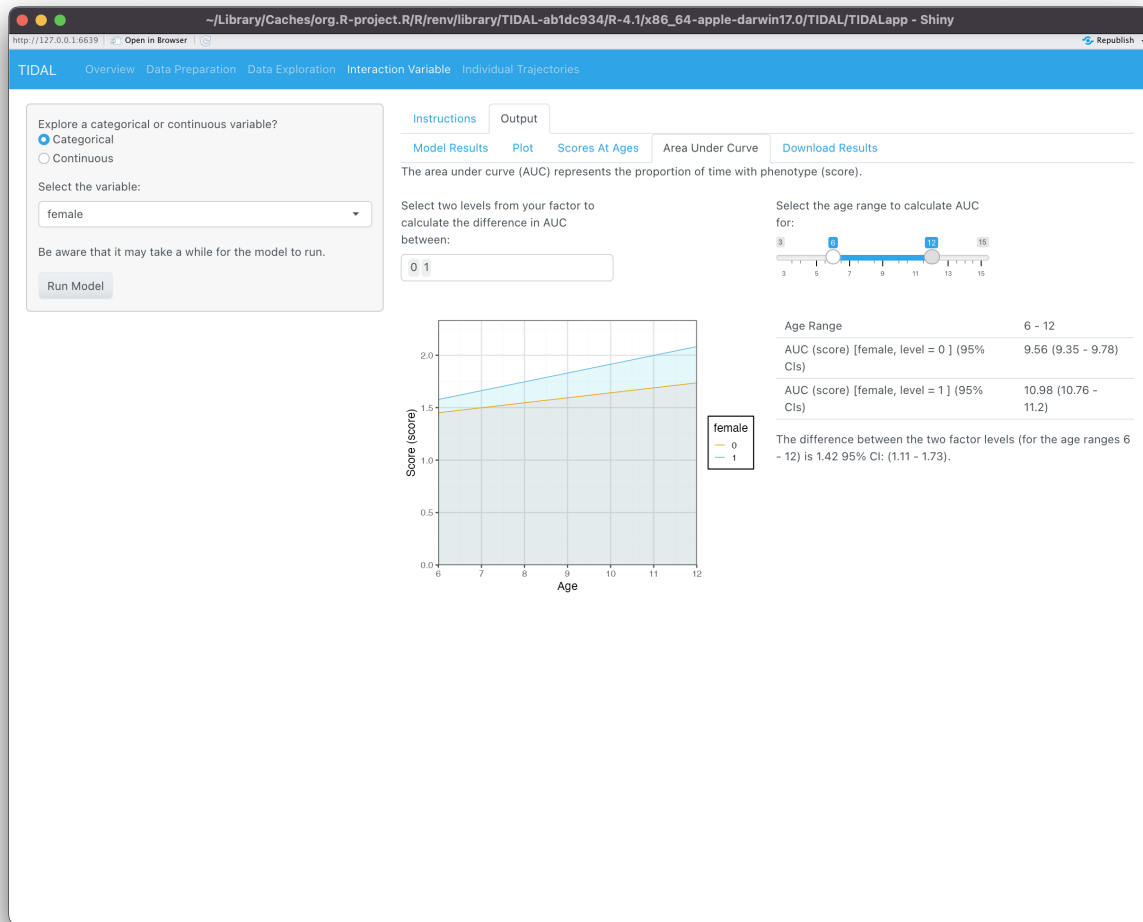 ~/Library/Caches/org.R-project.R/R/renv/library/TIDAL-ab1dc934/R-4.1/x86_64-apple-darwin17.0/TIDAL/TIDALapp - Shiny
http://127.0.0.1:6639 Open in Browser Republish
TIDAL Overview Data Preparation Data Exploration Interaction Variable Individual Trajectories
Explore a categorical or continuous variable?
Categorical
Continuous
Select the variable:
female
Be aware that it may take a while for the model to run.
Run Model
Instructions Output
Model Results Plot Scores At Ages Area Under Curve Download Results
The area under curve (AUC) represents the proportion of time with phenotype (score).
Select two levels from your factor to
calculate the difference in AUC
between:
0 1
Select the age range to calculate AUC
for:
3 6 12 15
3 5 7 9 11 13 15
2.0
1.5
1.0
0.5
0.0
6 7 8 9 10 11 12
Age
Score (score)
female
0
1
Age Range 6 - 12
AUC (score) [female, level = 0 ] (95% 9.56 (9.35 - 9.78)
CIs)
AUC (score) [female, level = 1 ] (95% 10.98 (10.76 -
CIs) 11.2)
The difference between the two factor levels (for the age ranges 6
- 12) is 1.42 95% CI: (1.11 - 1.73).